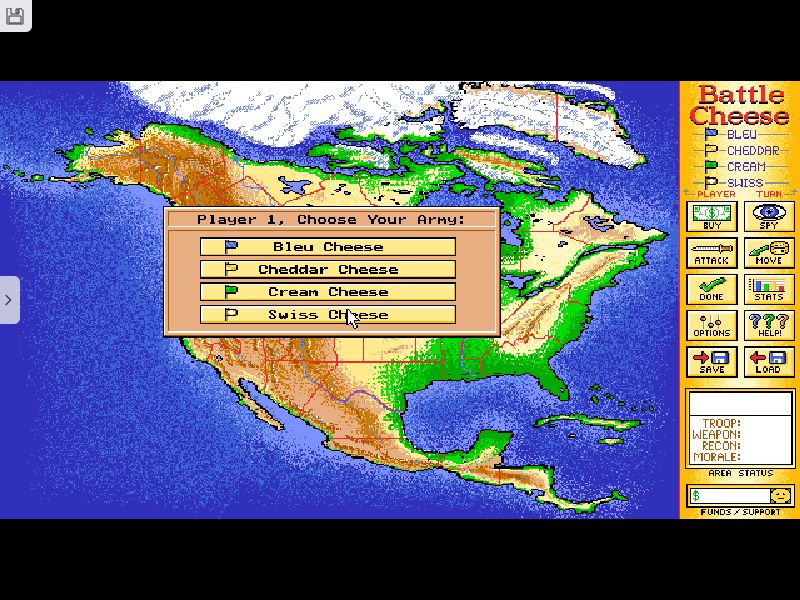 Battle
Cheese
BLEU
CHEDDAR
CREAM
SWISS
PLAYER TURN
Player 1, Choose Your Army:
Bleu Cheese
Cheddar Cheese
Cream Cheese
Swiss Cheese
BUY SPY
ATTACK MOVE
DONE STATS
OPTIONS HELP!
SAVE LOAD
TROOP:
WEAPON:
RECON:
MORALE:
AREA STATUS
$
FUNDS / SUPPORT